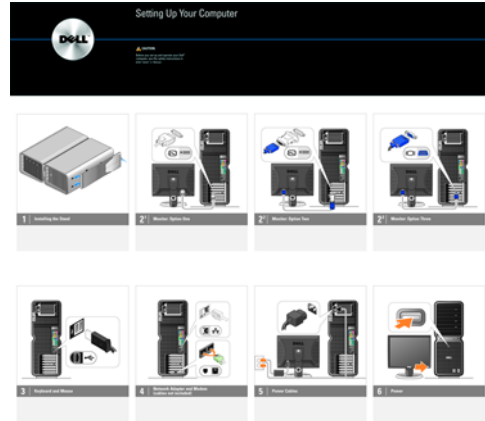 Setting Up Your Computer
DELL
CAUTION:
1 Installing the Stand
2 Monitor: Option One
2 Monitor: Option Two
2 Monitor: Option Three
3 Keyboard and Mouse
4 Network Adapter and Modem
(cables not included)
5 Power Cables
6 Power